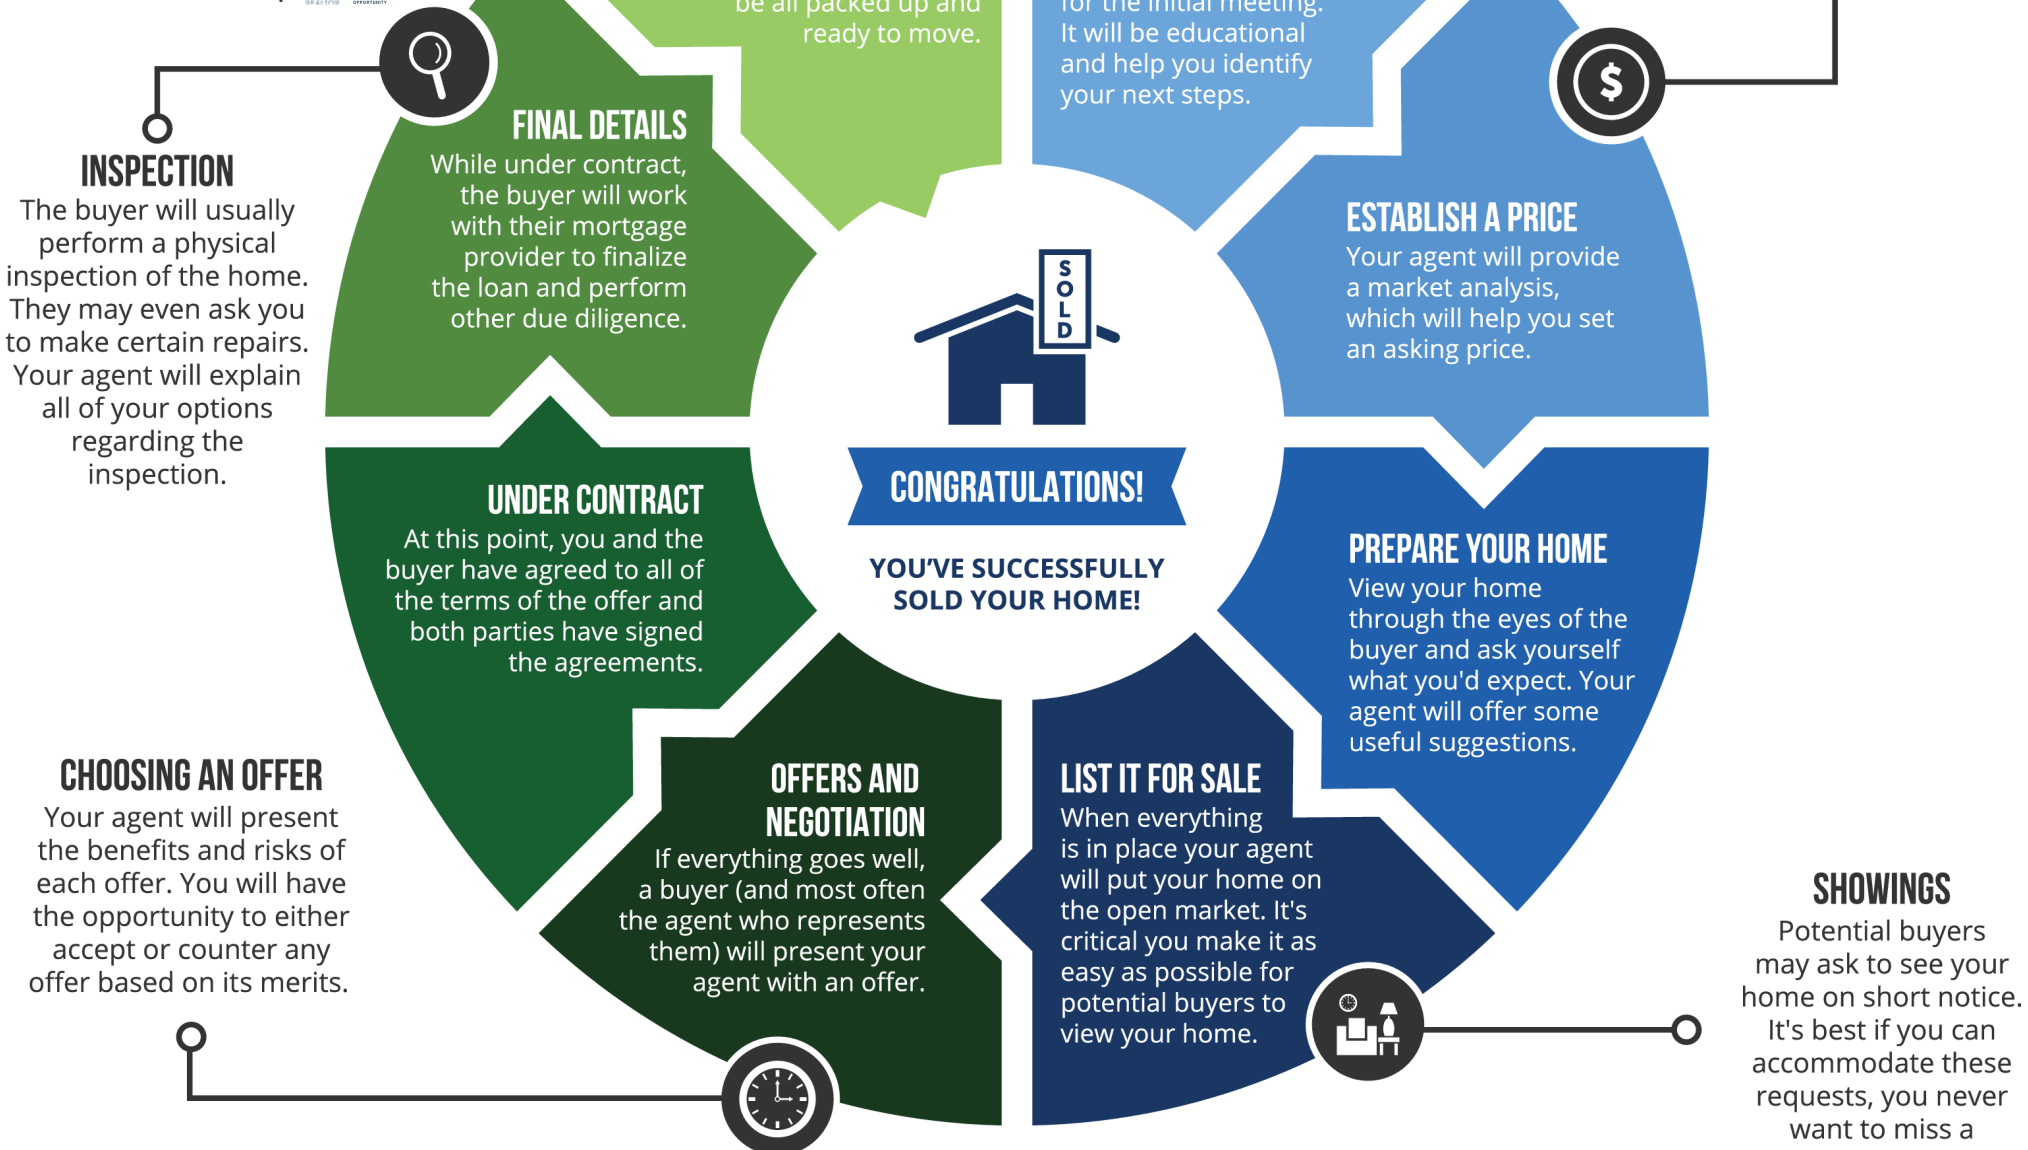 REALTOR
OPPORTUNITY
be all packed up and
ready to move.
for the initial meeting.
It will be educational
and help you identify
your next steps.
$
FINAL DETAILS
While under contract,
the buyer will work
with their mortgage
provider to finalize
the loan and perform
other due diligence.
INSPECTION
The buyer will usually
perform a physical
inspection of the home.
They may even ask you
to make certain repairs.
Your agent will explain
all of your options
regarding the
inspection.
ESTABLISH A PRICE
Your agent will provide
a market analysis,
which will help you set
an asking price.
SOLD
CONGRATULATIONS!
YOU'VE SUCCESSFULLY
SOLD YOUR HOME!
UNDER CONTRACT
At this point, you and the
buyer have agreed to all of
the terms of the offer and
both parties have signed
the agreements.
PREPARE YOUR HOME
View your home
through the eyes of the
buyer and ask yourself
what you'd expect. Your
agent will offer some
useful suggestions.
CHOOSING AN OFFER
Your agent will present
the benefits and risks of
each offer. You will have
the opportunity to either
accept or counter any
offer based on its merits.
OFFERS AND
NEGOTIATION
If everything goes well,
a buyer (and most often
the agent who represents
them) will present your
agent with an offer.
LIST IT FOR SALE
When everything
is in place your agent
will put your home on
the open market. It's
critical you make it as
easy as possible for
potential buyers to
view your home.
SHOWINGS
Potential buyers
may ask to see your
home on short notice.
It's best if you can
accommodate these
requests, you never
want to miss a